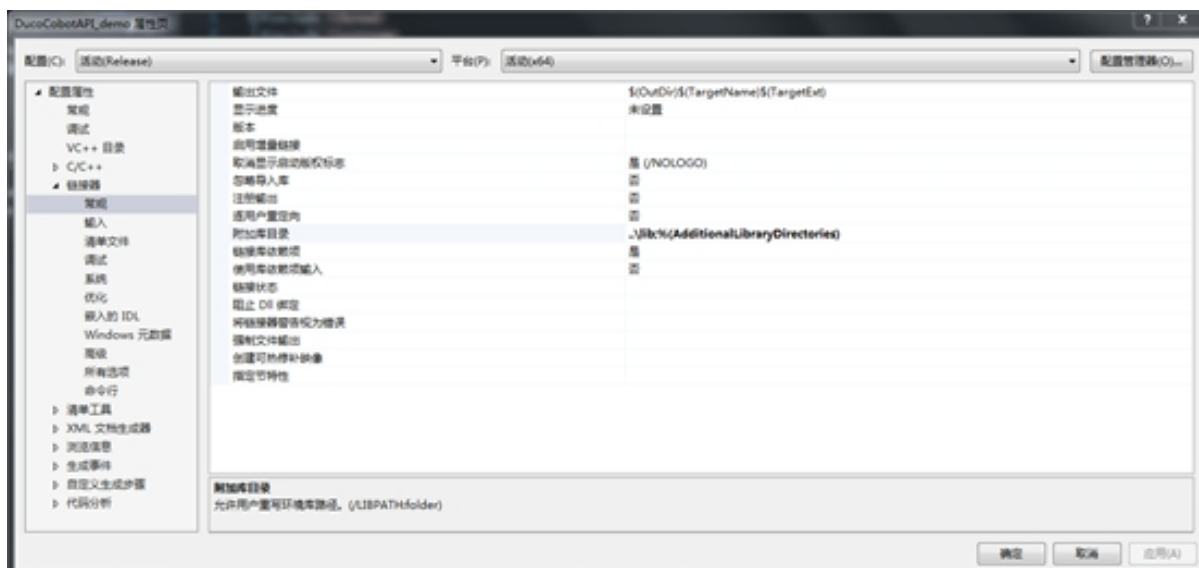 DucoCobotAPI_demo 属性页
配置(C): 活动(Release) 平台(P): 活动(x64) 配置管理器(O)...
配置属性
常规
调试
VC++ 目录
C/C++
链接器
常规
输入
清单文件
调试
系统
优化
嵌入的 IDL
Windows 元数据
高级
所有选项
命令行
清单工具
XML 文档生成器
浏览信息
生成事件
自定义生成步骤
代码分析
输出文件 $(OutDir)$(TargetName)$(TargetExt)
显示进度 未设置
版本
启用增量链接
取消显示启动版权标志 是 (/NOLOGO)
忽略导入库 否
注册输出 否
逐用户重定向 否
附加库目录 ..\lib;%(AdditionalLibraryDirectories)
链接库依赖项 是
使用库依赖项输入 否
链接状态
阻止 Dll 绑定
将链接器警告视为错误
强制文件输出
创建可热修补映像
指定节特性
附加库目录
允许用户重写环境库路径。(/LIBPATH:folder)
确定 取消 应用(A)